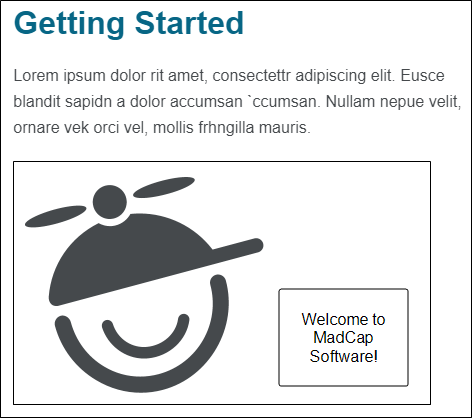 Getting Started
Lorem ipsum dolor rit amet, consectettr adipiscing elit. Eusce
blandit sapidn a dolor accumsan `ccumsan. Nullam nepue velit,
ornare vek orci vel, mollis frhngilla mauris.
Welcome to
MadCap
Software!